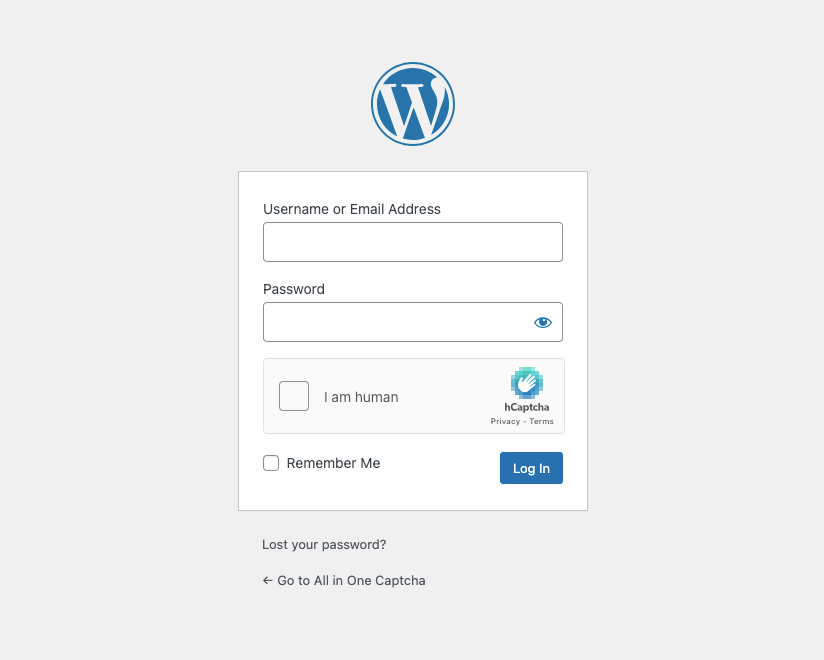 Username or Email Address
Password
I am human
hCaptcha
Privacy - Terms
Remember Me
Log In
Lost your password?
← Go to All in One Captcha